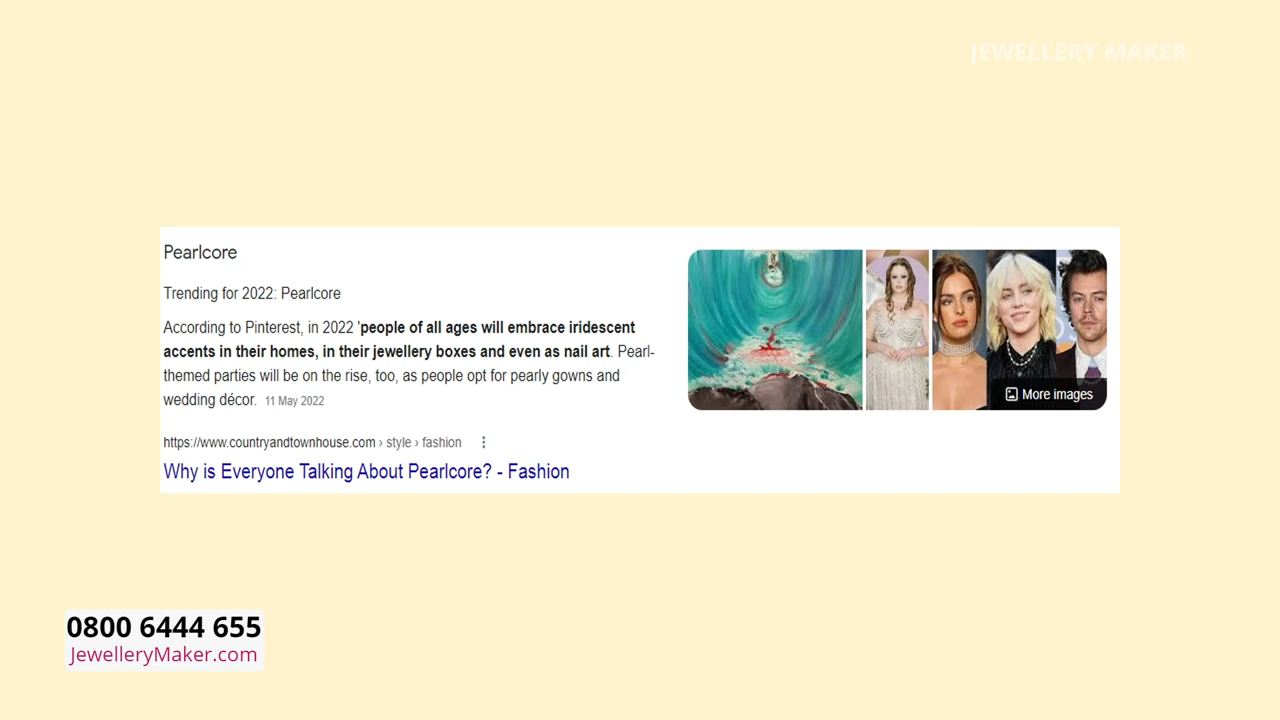 JEWELLERY MAKER
Pearlcore
Trending for 2022: Pearlcore
According to Pinterest, in 2022 'people of all ages will embrace iridescent
accents in their homes, in their jewellery boxes and even as nail art. Pearl-
themed parties will be on the rise, too, as people opt for pearly gowns and
wedding décor. 11 May 2022
More images
https://www.countryandtownhouse.com › style › fashion
Why is Everyone Talking About Pearlcore? - Fashion
0800 6444 655
JewelleryMaker.com